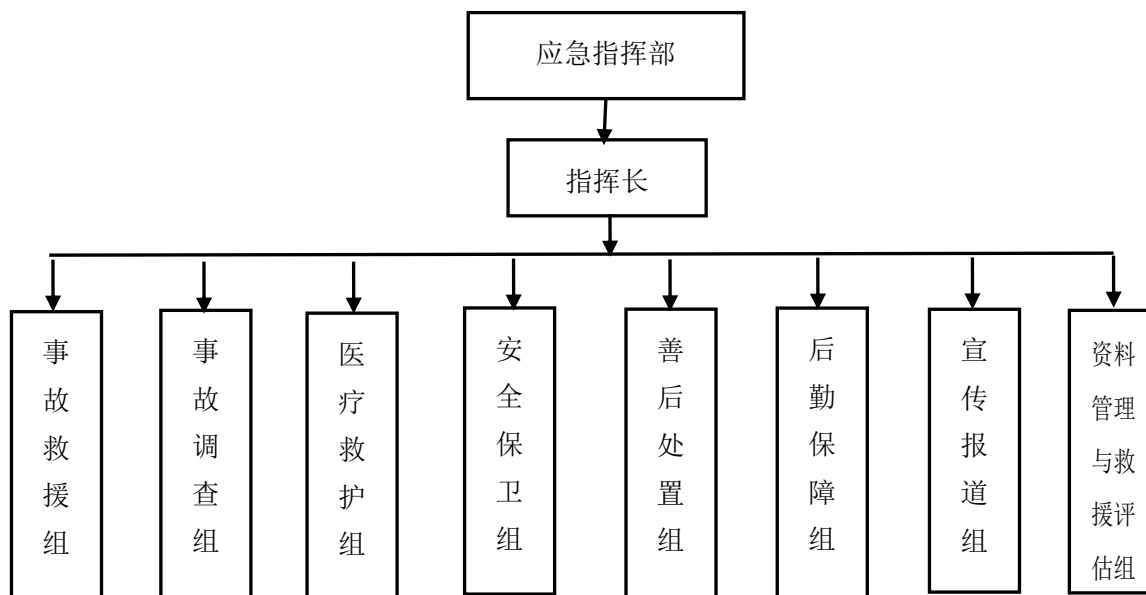 应急指挥部
指挥长
事故救援组
事故调查组
医疗救护组
安全保卫组
善后处置组
后勤保障组
宣传报道组
资料
管理
与救
援评
估组